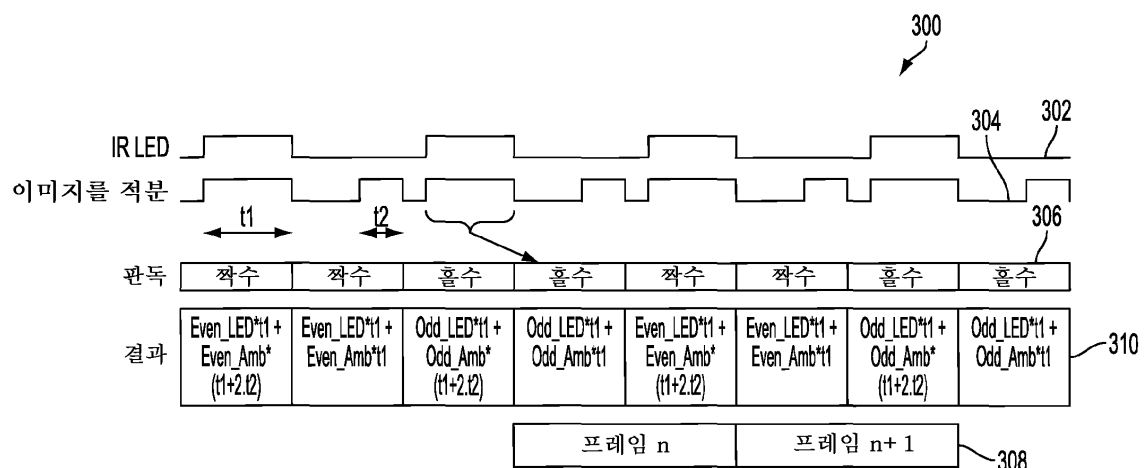 300
302
304
IR LED
이미지를 적분
t1
t2
306
판독
짝수
짝수
홀수
홀수
짝수
짝수
홀수
홀수
결과
Even_LED*t1 +
Even_Amb*
(t1+2.t2)
Even_LED*t1 +
Even_Amb*t1
Odd_LED*t1 +
Odd_Amb*
(t1+2.t2)
Odd_LED*t1 +
Odd_Amb*t1
Even_LED*t1 +
Even_Amb*
(t1+2.t2)
Even_LED*t1 +
Even_Amb*t1
Odd_LED*t1 +
Odd_Amb*
(t1+2.t2)
Odd_LED*t1 +
Odd_Amb*t1
310
프레임 n
프레임 n+ 1
308